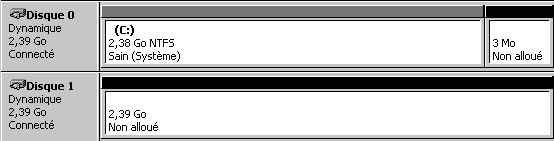 Disque 0
Dynamique
2,39 Go
Connecté
(C:)
2,38 Go NTFS
Sain (Système)
3 Mo
Non alloué
Disque 1
Dynamique
2,39 Go
Connecté
2,39 Go
Non alloué